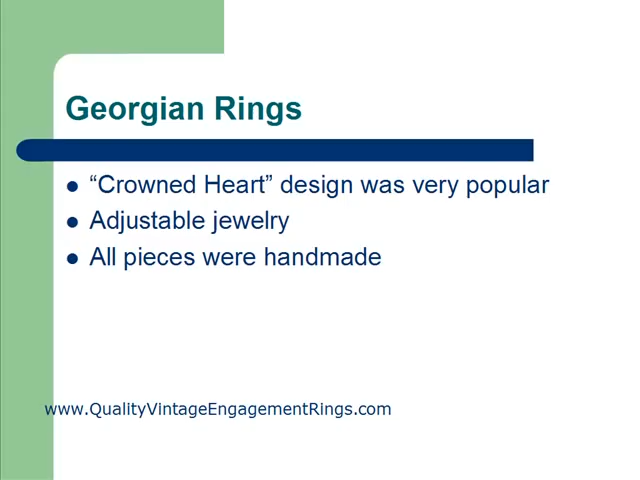 Georgian Rings
“Crowned Heart” design was very popular
Adjustable jewelry
All pieces were handmade
www.QualityVintageEngagementRings.com